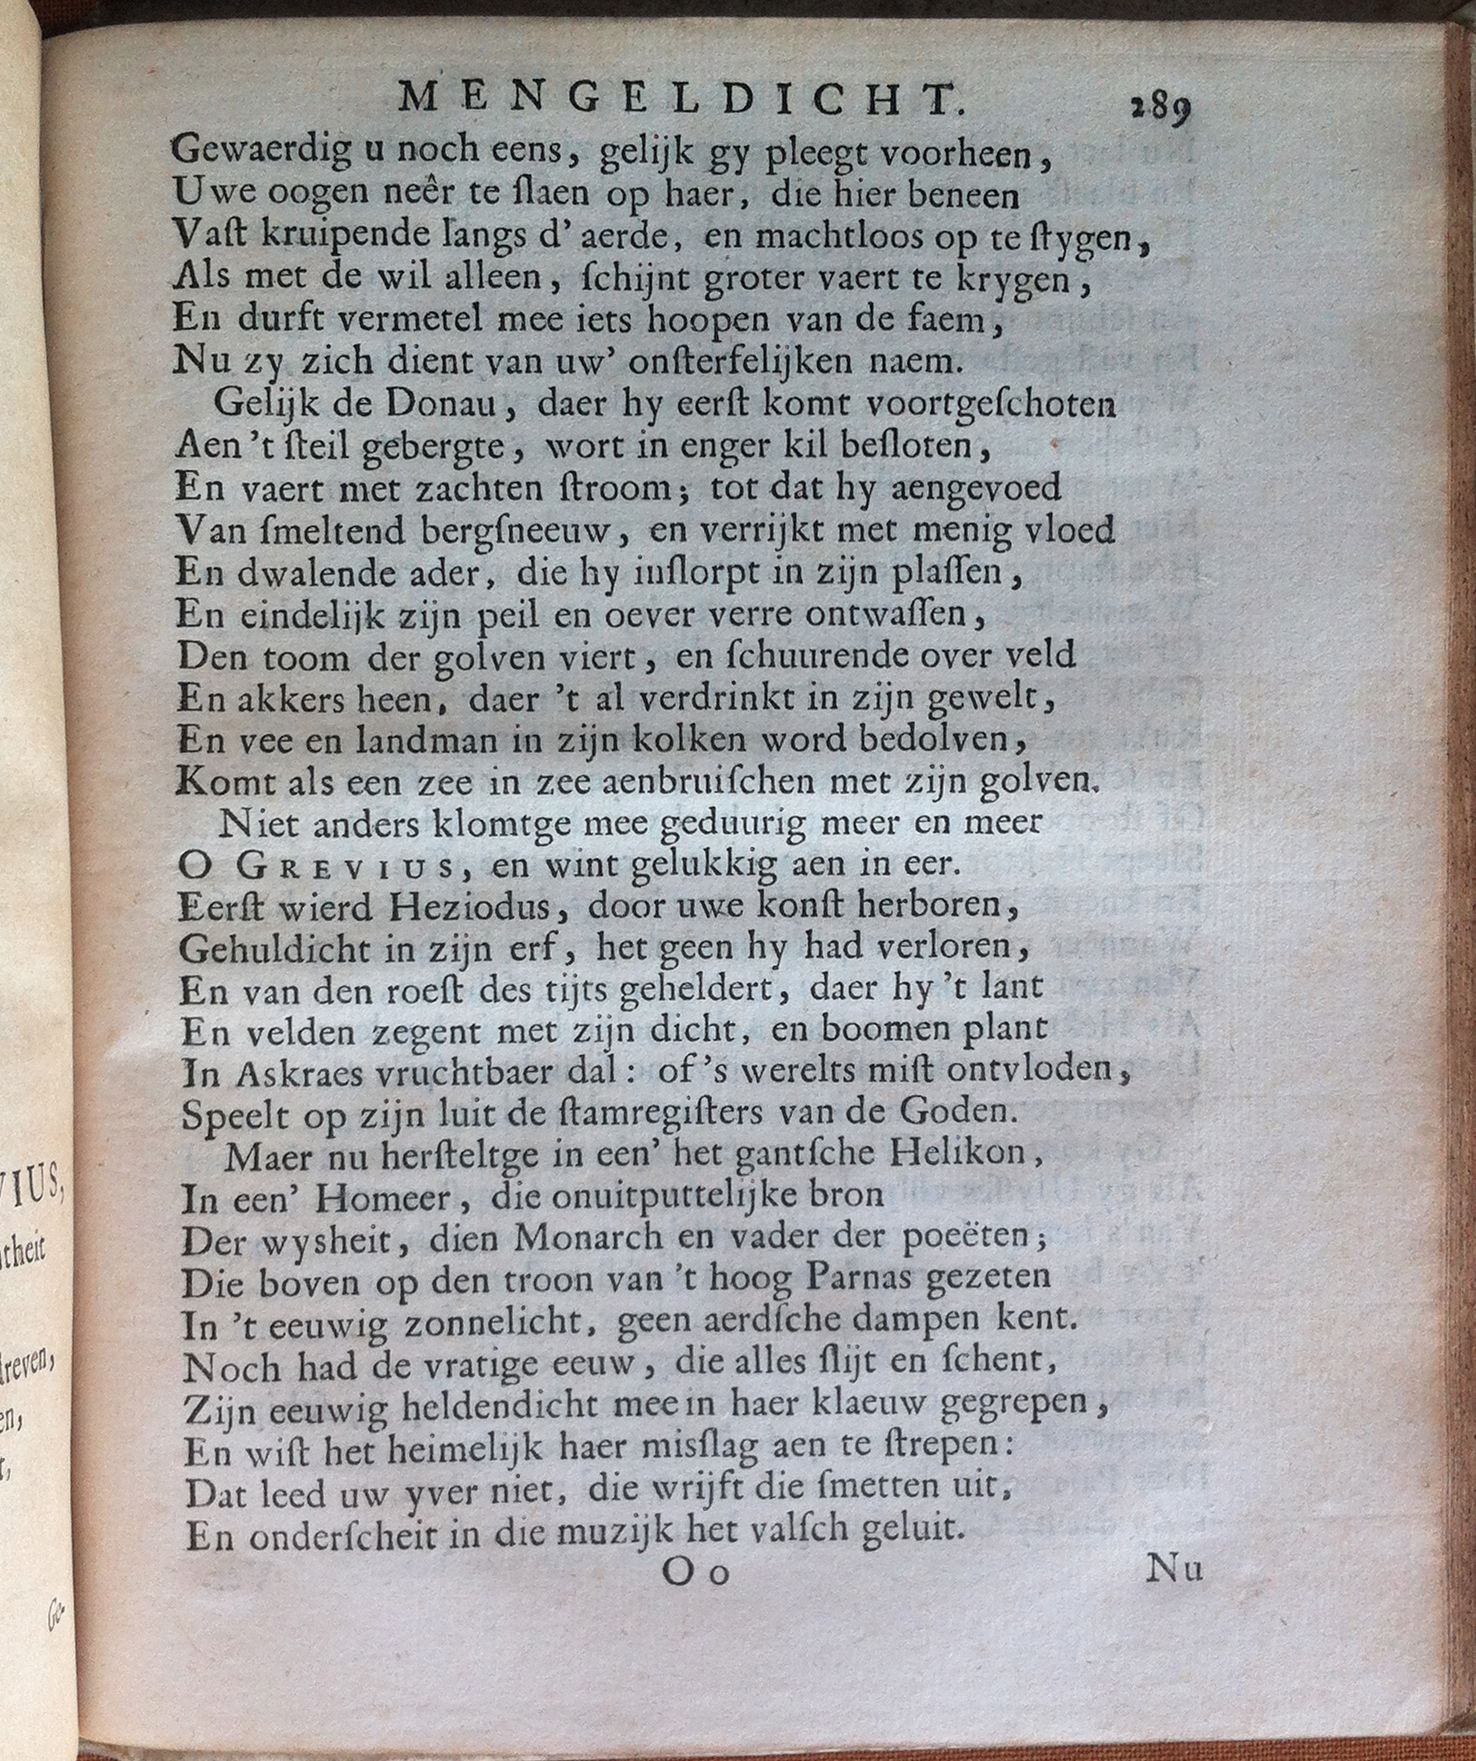 MENGELDICHT. 289
Gewaerdig u noch eens, gelijk gy pleegt voorheen,
Uwe oogen neêr te ſlaen op haer, die hier beneen
Vaſt kruipende langs d' aerde, en machtloos op te ſtygen,
Als met de wil alleen, ſchijnt groter vaert te krygen,
En durft vermetel mee iets hoopen van de faem,
Nu zy zich dient van uw' onſterfelijken naem.
Gelijk de Donau, daer hy eerſt komt voortgeſchoten
Aen 't ſteil gebergte, wort in enger kil beſloten,
En vaert met zachten ſtroom; tot dat hy aengevoed
Van ſmeltend bergſneeuw, en verrijkt met menig vloed
En dwalende ader, die hy inſlorpt in zijn plaſſen,
En eindelijk zijn peil en oever verre ontwaſſen,
Den toom der golven viert, en ſchuurende over veld
En akkers heen, daer 't al verdrinkt in zijn gewelt,
En vee en landman in zijn kolken word bedolven,
Komt als een zee in zee aenbruiſchen met zijn golven.
Niet anders klomtge mee geduurig meer en meer
O GREVIUS, en wint gelukkig aen in eer.
Eerſt wierd Heziodus, door uwe konſt herboren,
Gehuldicht in zijn erf, het geen hy had verloren,
En van den roeſt des tijts geheldert, daer hy 't lant
En velden zegent met zijn dicht, en boomen plant
In Askraes vruchtbaer dal: of 's werelts miſt ontvloden,
Speelt op zijn luit de ſtamregiſters van de Goden.
Maer nu herſteltge in een' het gantſche Helikon,
In een' Homeer, die onuitputtelijke bron
Der wysheit, dien Monarch en vader der poeëten;
Die boven op den troon van 't hoog Parnas gezeten
In 't eeuwig zonnelicht, geen aerdſche dampen kent.
Noch had de vratige eeuw, die alles ſlijt en ſchent,
Zijn eeuwig heldendicht mee in haer klaeuw gegrepen,
En wiſt het heimelijk haer misſlag aen te ſtrepen:
Dat leed uw yver niet, die wrijft die ſmetten uit,
En onderſcheit in die muzijk het valſch geluit.
Oo Nu